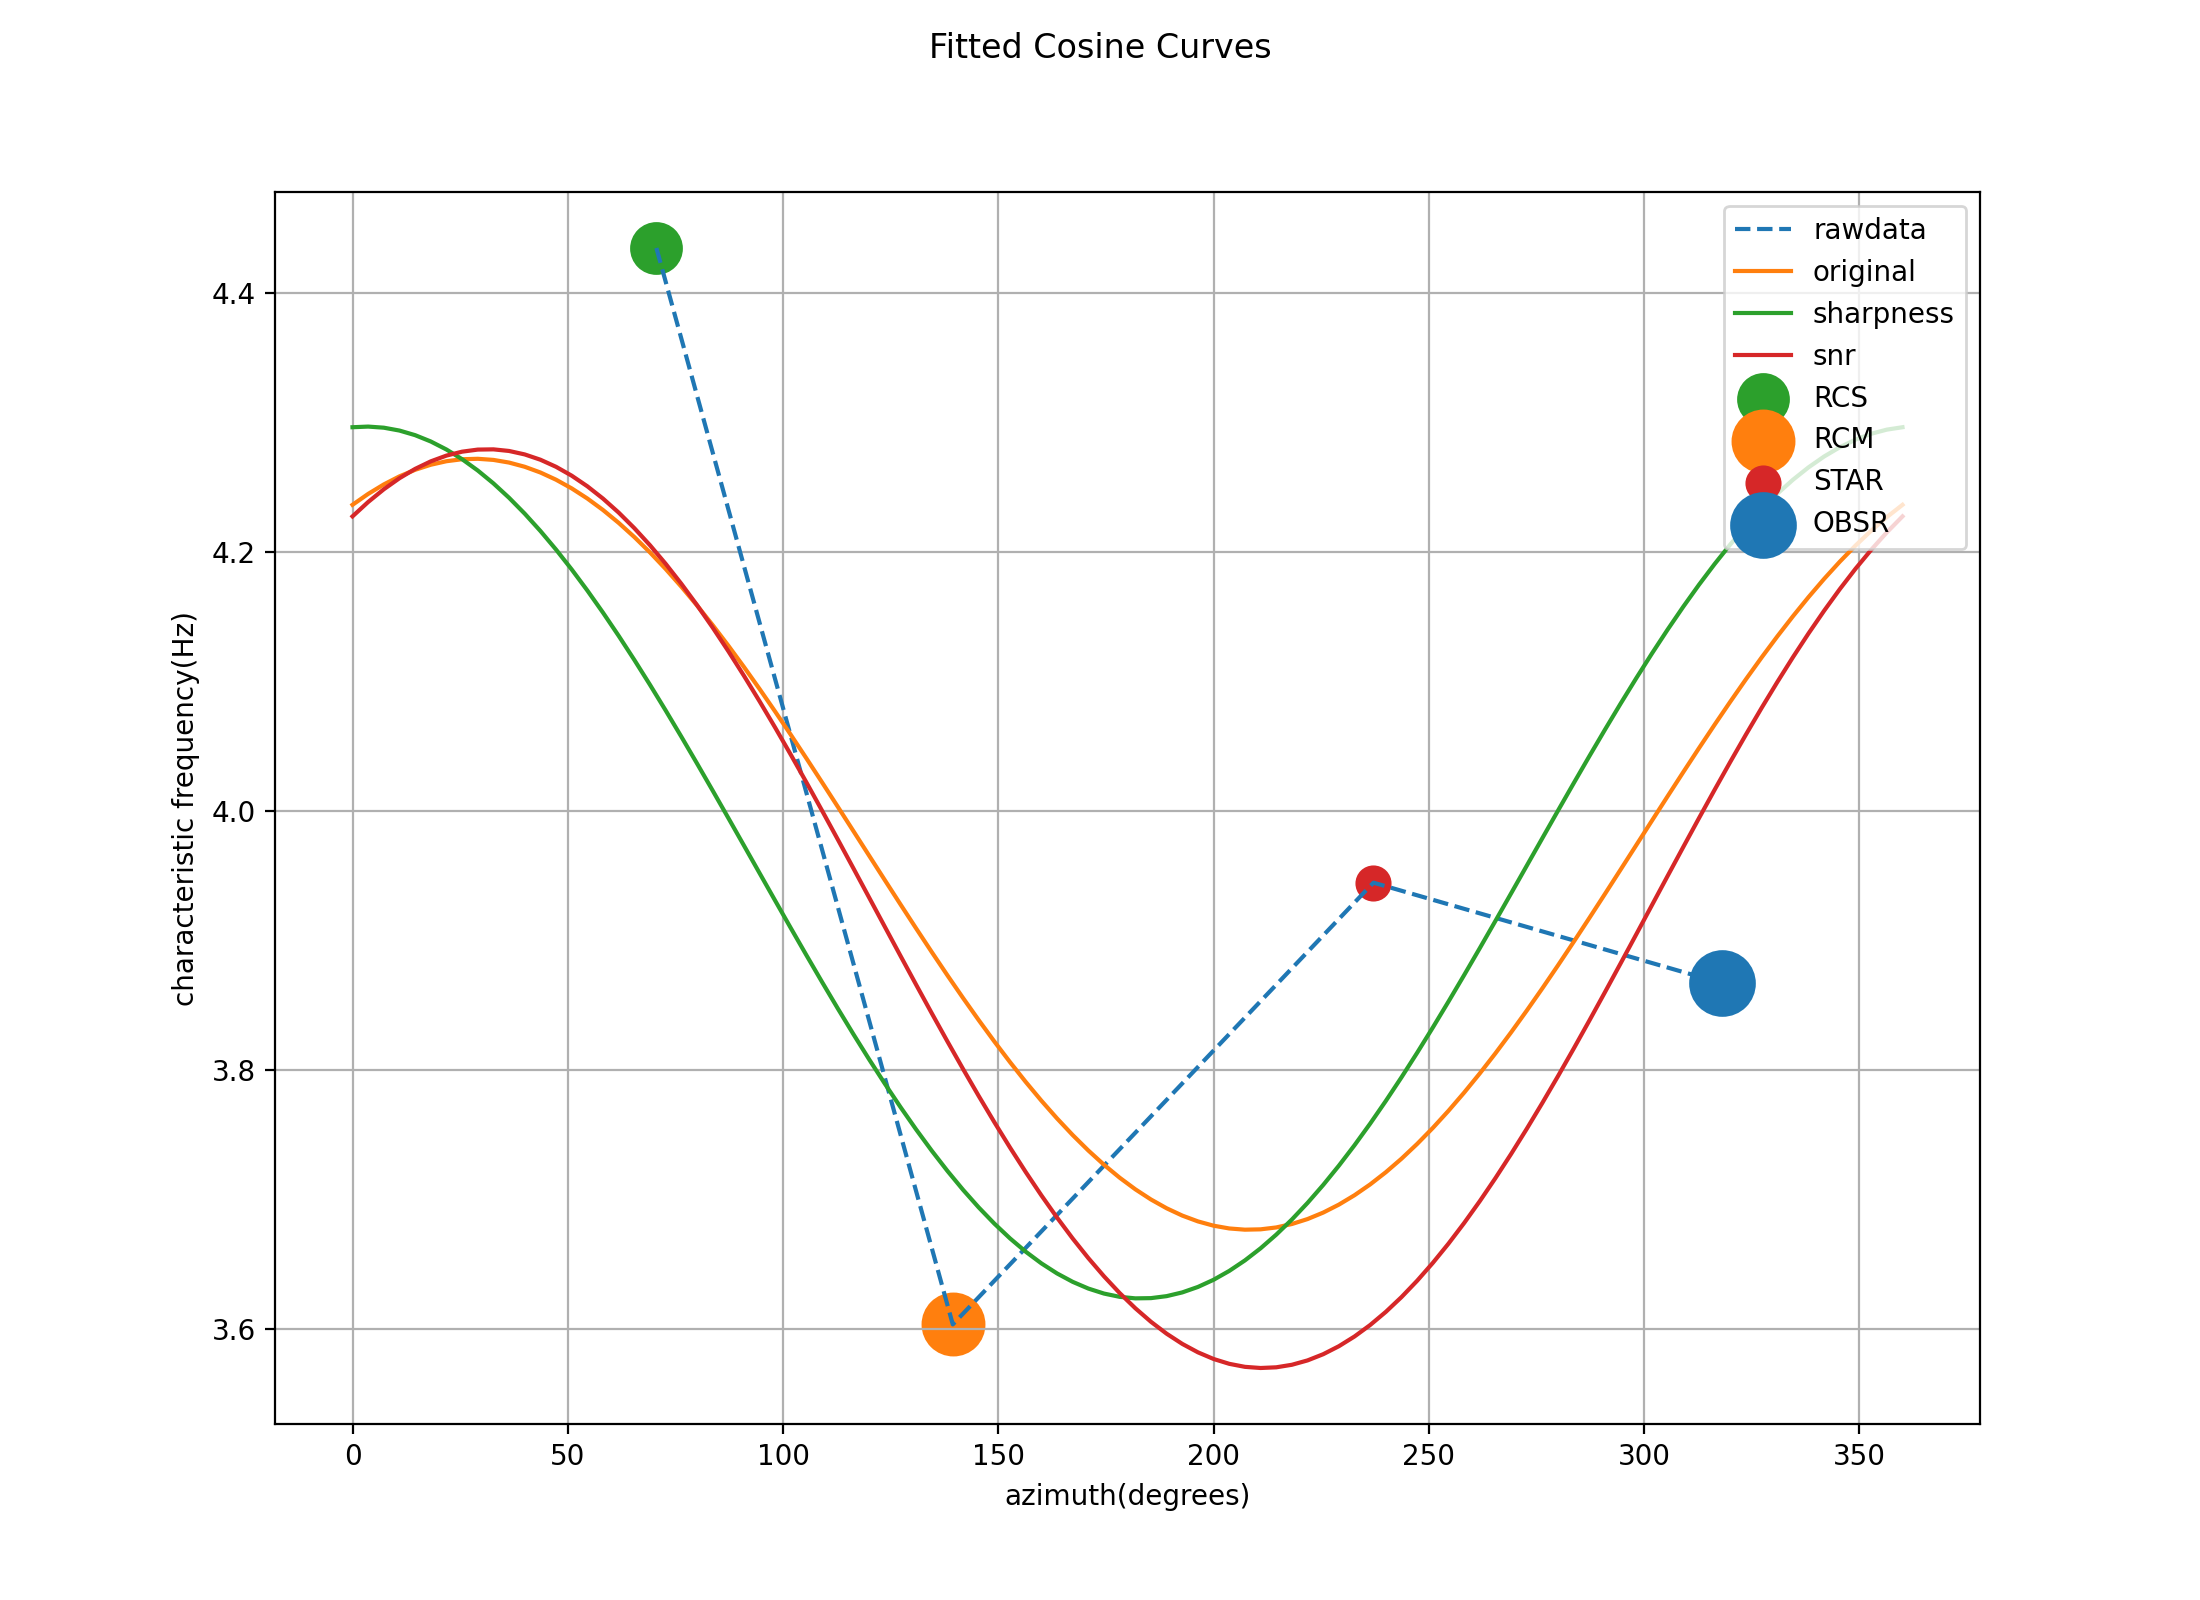 Fitted Cosine Curves
rawdata
original
sharpness
snr
RCS
RCM
STAR
OBSR
characteristic frequency(Hz)
4.4
4.2
4.0
3.8
3.6
0 50 100 150 200 250 300 350
azimuth(degrees)